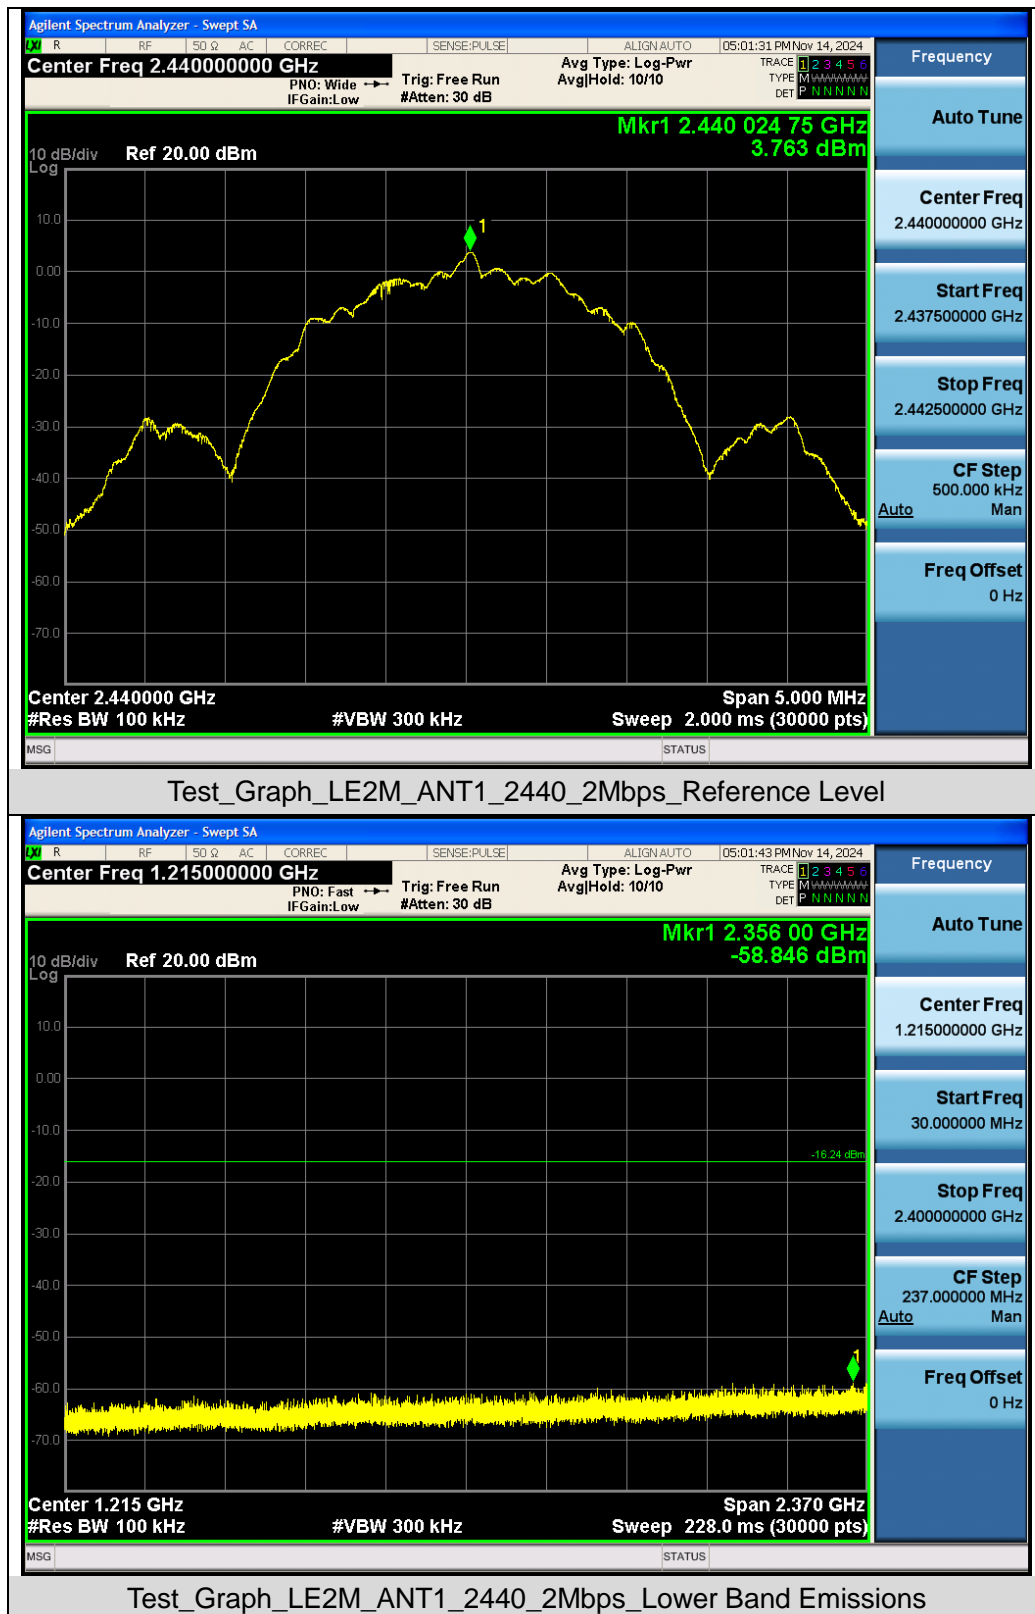 Agilent Spectrum Analyzer - Swept SA
LXI R RF 50 Ω AC CORREC SENSE:PULSE ALIGN AUTO 05:01:31 PM Nov 14, 2024
Center Freq 2.440000000 GHz
PNO: Wide
IFGain:Low
Trig: Free Run
#Atten: 30 dB
Avg Type: Log-Pwr
Avg|Hold: 10/10
TRACE 1 2 3 4 5 6
TYPE M WWWWW
DET P N N N N N
Mkr1 2.440 024 75 GHz
3.763 dBm
10 dB/div Ref 20.00 dBm
Log
10.0
1
0.00
-10.0
-20.0
-30.0
-40.0
-50.0
-60.0
-70.0
Center 2.440000 GHz Span 5.000 MHz
#Res BW 100 kHz #VBW 300 kHz Sweep 2.000 ms (30000 pts)
MSG STATUS
Frequency
Auto Tune
Center Freq
2.440000000 GHz
Start Freq
2.437500000 GHz
Stop Freq
2.442500000 GHz
CF Step
500.000 kHz
Auto Man
Freq Offset
0 Hz
Test_Graph_LE2M_ANT1_2440_2Mbps_Reference Level
Agilent Spectrum Analyzer - Swept SA
LXI R RF 50 Ω AC CORREC SENSE:PULSE ALIGN AUTO 05:01:43 PM Nov 14, 2024
Center Freq 1.215000000 GHz
PNO: Fast
IFGain:Low
Trig: Free Run
#Atten: 30 dB
Avg Type: Log-Pwr
Avg|Hold: 10/10
TRACE 1 2 3 4 5 6
TYPE M WWWWW
DET P N N N N N
Mkr1 2.356 00 GHz
-58.846 dBm
10 dB/div Ref 20.00 dBm
Log
10.0
0.00
-10.0
-16.24 dBm
-20.0
-30.0
-40.0
-50.0
1
-60.0
-70.0
Center 1.215 GHz Span 2.370 GHz
#Res BW 100 kHz #VBW 300 kHz Sweep 228.0 ms (30000 pts)
MSG STATUS
Frequency
Auto Tune
Center Freq
1.215000000 GHz
Start Freq
30.000000 MHz
Stop Freq
2.400000000 GHz
CF Step
237.000000 MHz
Auto Man
Freq Offset
0 Hz
Test_Graph_LE2M_ANT1_2440_2Mbps_Lower Band Emissions